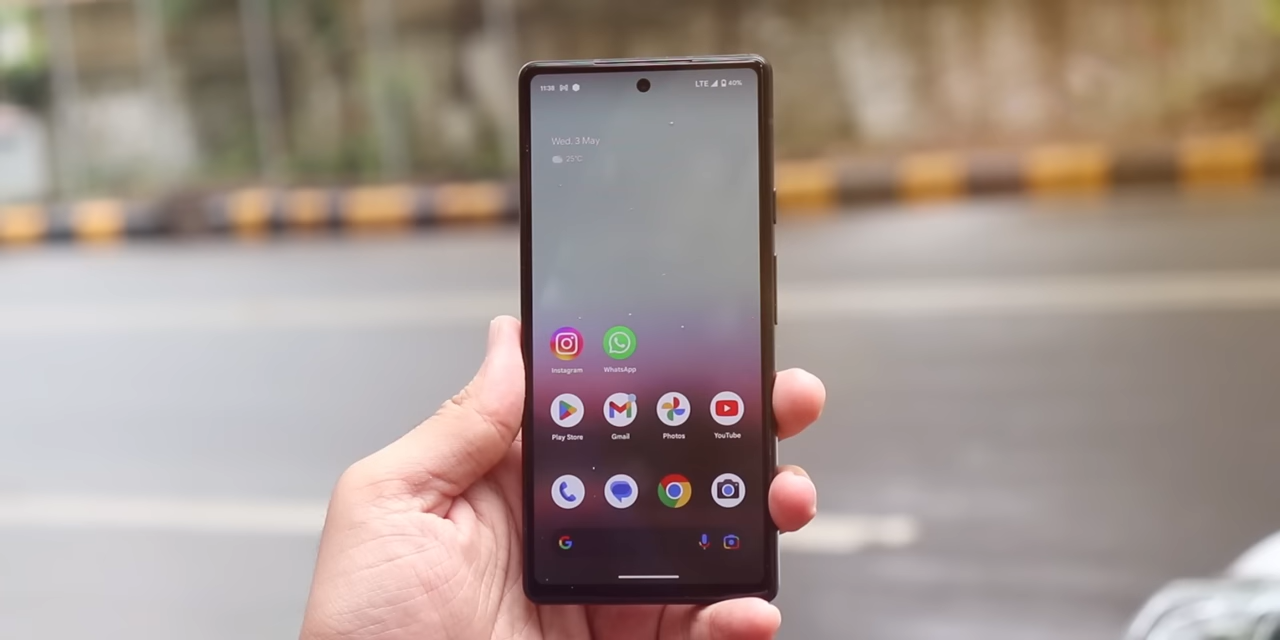 11:36 LTE 40%
Wed, 3 May
25°C
Instagram WhatsApp
Play Store Gmail Photos YouTube